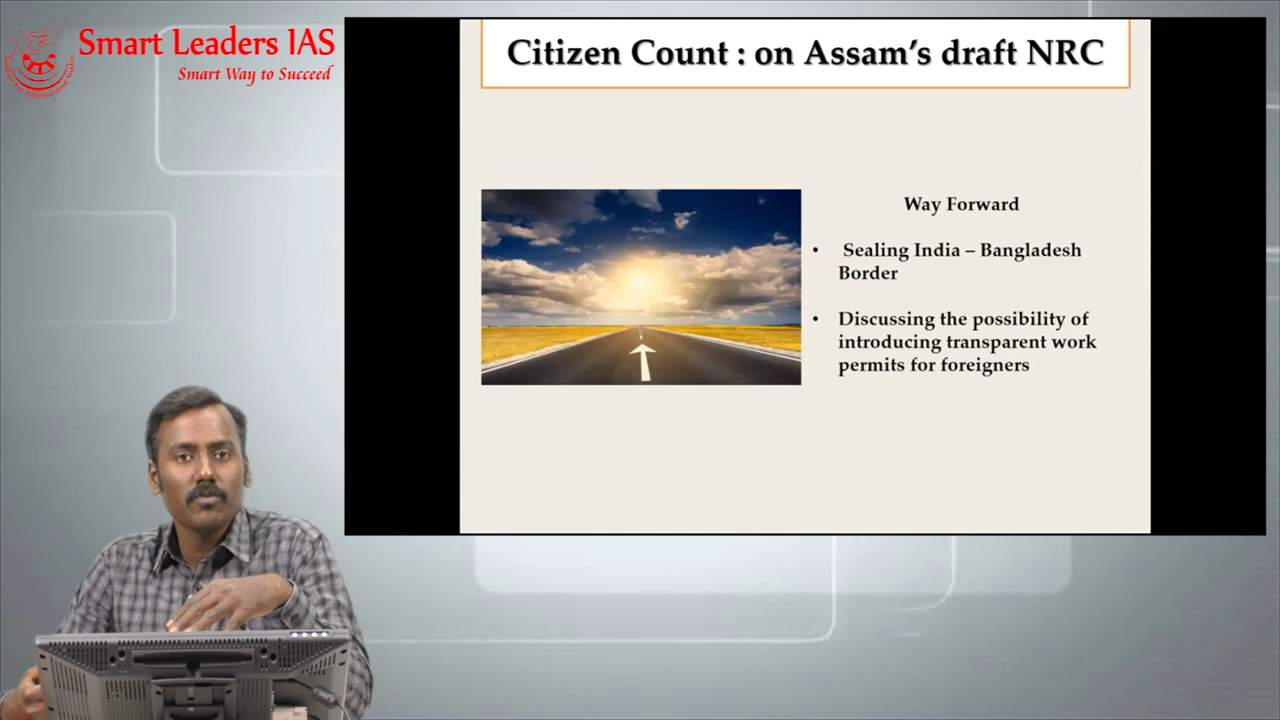 Smart Leaders IAS
Smart Way to Succeed
Citizen Count : on Assam's draft NRC
Way Forward
• Sealing India – Bangladesh
Border
• Discussing the possibility of
introducing transparent work
permits for foreigners